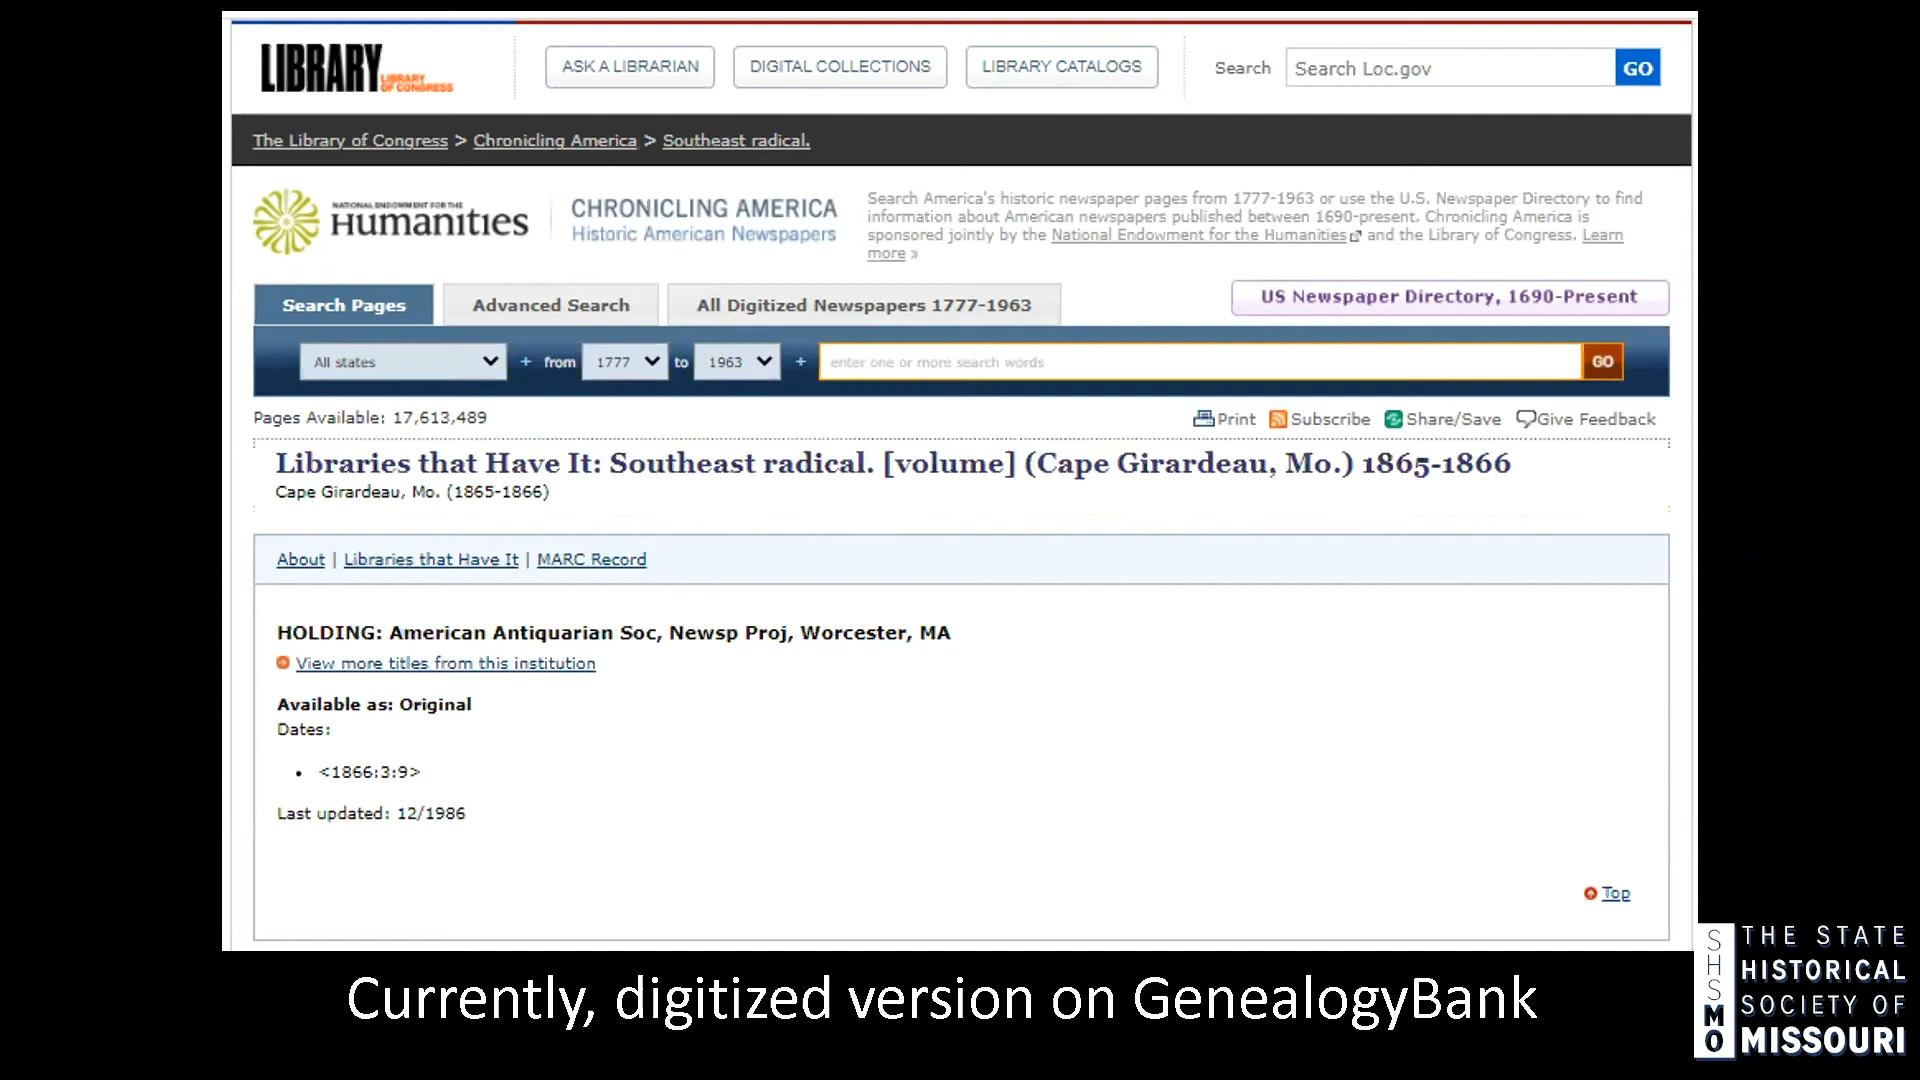 LIBRARY
LIBRARY
OF CONGRESS
ASK A LIBRARIAN
DIGITAL COLLECTIONS
LIBRARY CATALOGS
Search
Search Loc.gov
GO
The Library of Congress > Chronicling America > Southeast radical.
NATIONAL ENDOWMENT FOR THE
Humanities
CHRONICLING AMERICA
Historic American Newspapers
Search America's historic newspaper pages from 1777-1963 or use the U.S. Newspaper Directory to find
information about American newspapers published between 1690-present. Chronicling America is
sponsored jointly by the National Endowment for the Humanities and the Library of Congress. Learn
more »
Search Pages
Advanced Search
All Digitized Newspapers 1777-1963
US Newspaper Directory, 1690-Present
All states + from 1777 to 1963 + enter one or more search words GO
Pages Available: 17,613,489
Print Subscribe Share/Save Give Feedback
Libraries that Have It: Southeast radical. [volume] (Cape Girardeau, Mo.) 1865-1866
Cape Girardeau, Mo. (1865-1866)
About | Libraries that Have It | MARC Record
HOLDING: American Antiquarian Soc, Newsp Proj, Worcester, MA
View more titles from this institution
Available as: Original
Dates:
• <1866:3:9>
Last updated: 12/1986
Top
Currently, digitized version on GenealogyBank
SHSMO
THE STATE
HISTORICAL
SOCIETY OF
MISSOURI